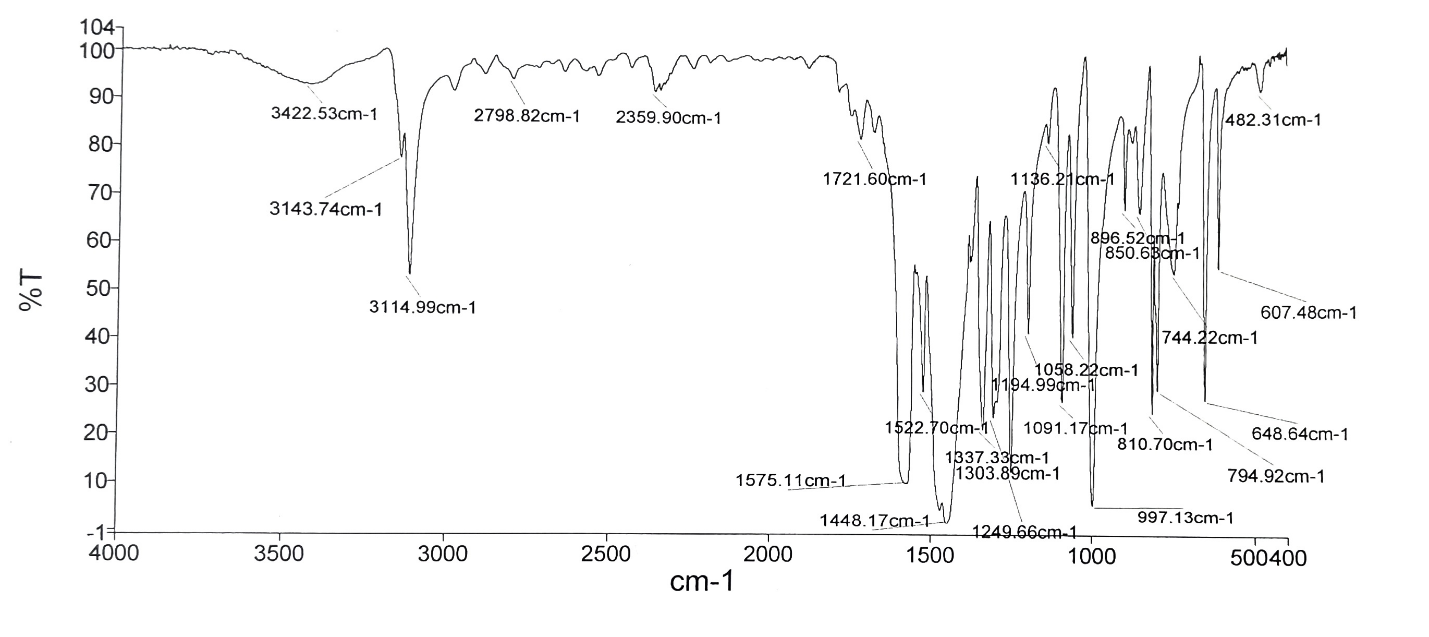 104
100
90
80
70
60
50
40
30
20
10
-1
%T
4000
3500
3000
2500
2000
1500
1000
500400
cm-1
3422.53cm-1
3143.74cm-1
3114.99cm-1
2798.82cm-1
2359.90cm-1
1721.60cm-1
1575.11cm-1
1522.70cm-1
1448.17cm-1
1337.33cm-1
1303.89cm-1
1249.66cm-1
1194.99cm-1
1136.21cm-1
1091.17cm-1
1058.22cm-1
997.13cm-1
896.52cm-1
850.63cm-1
810.70cm-1
794.92cm-1
744.22cm-1
648.64cm-1
607.48cm-1
482.31cm-1